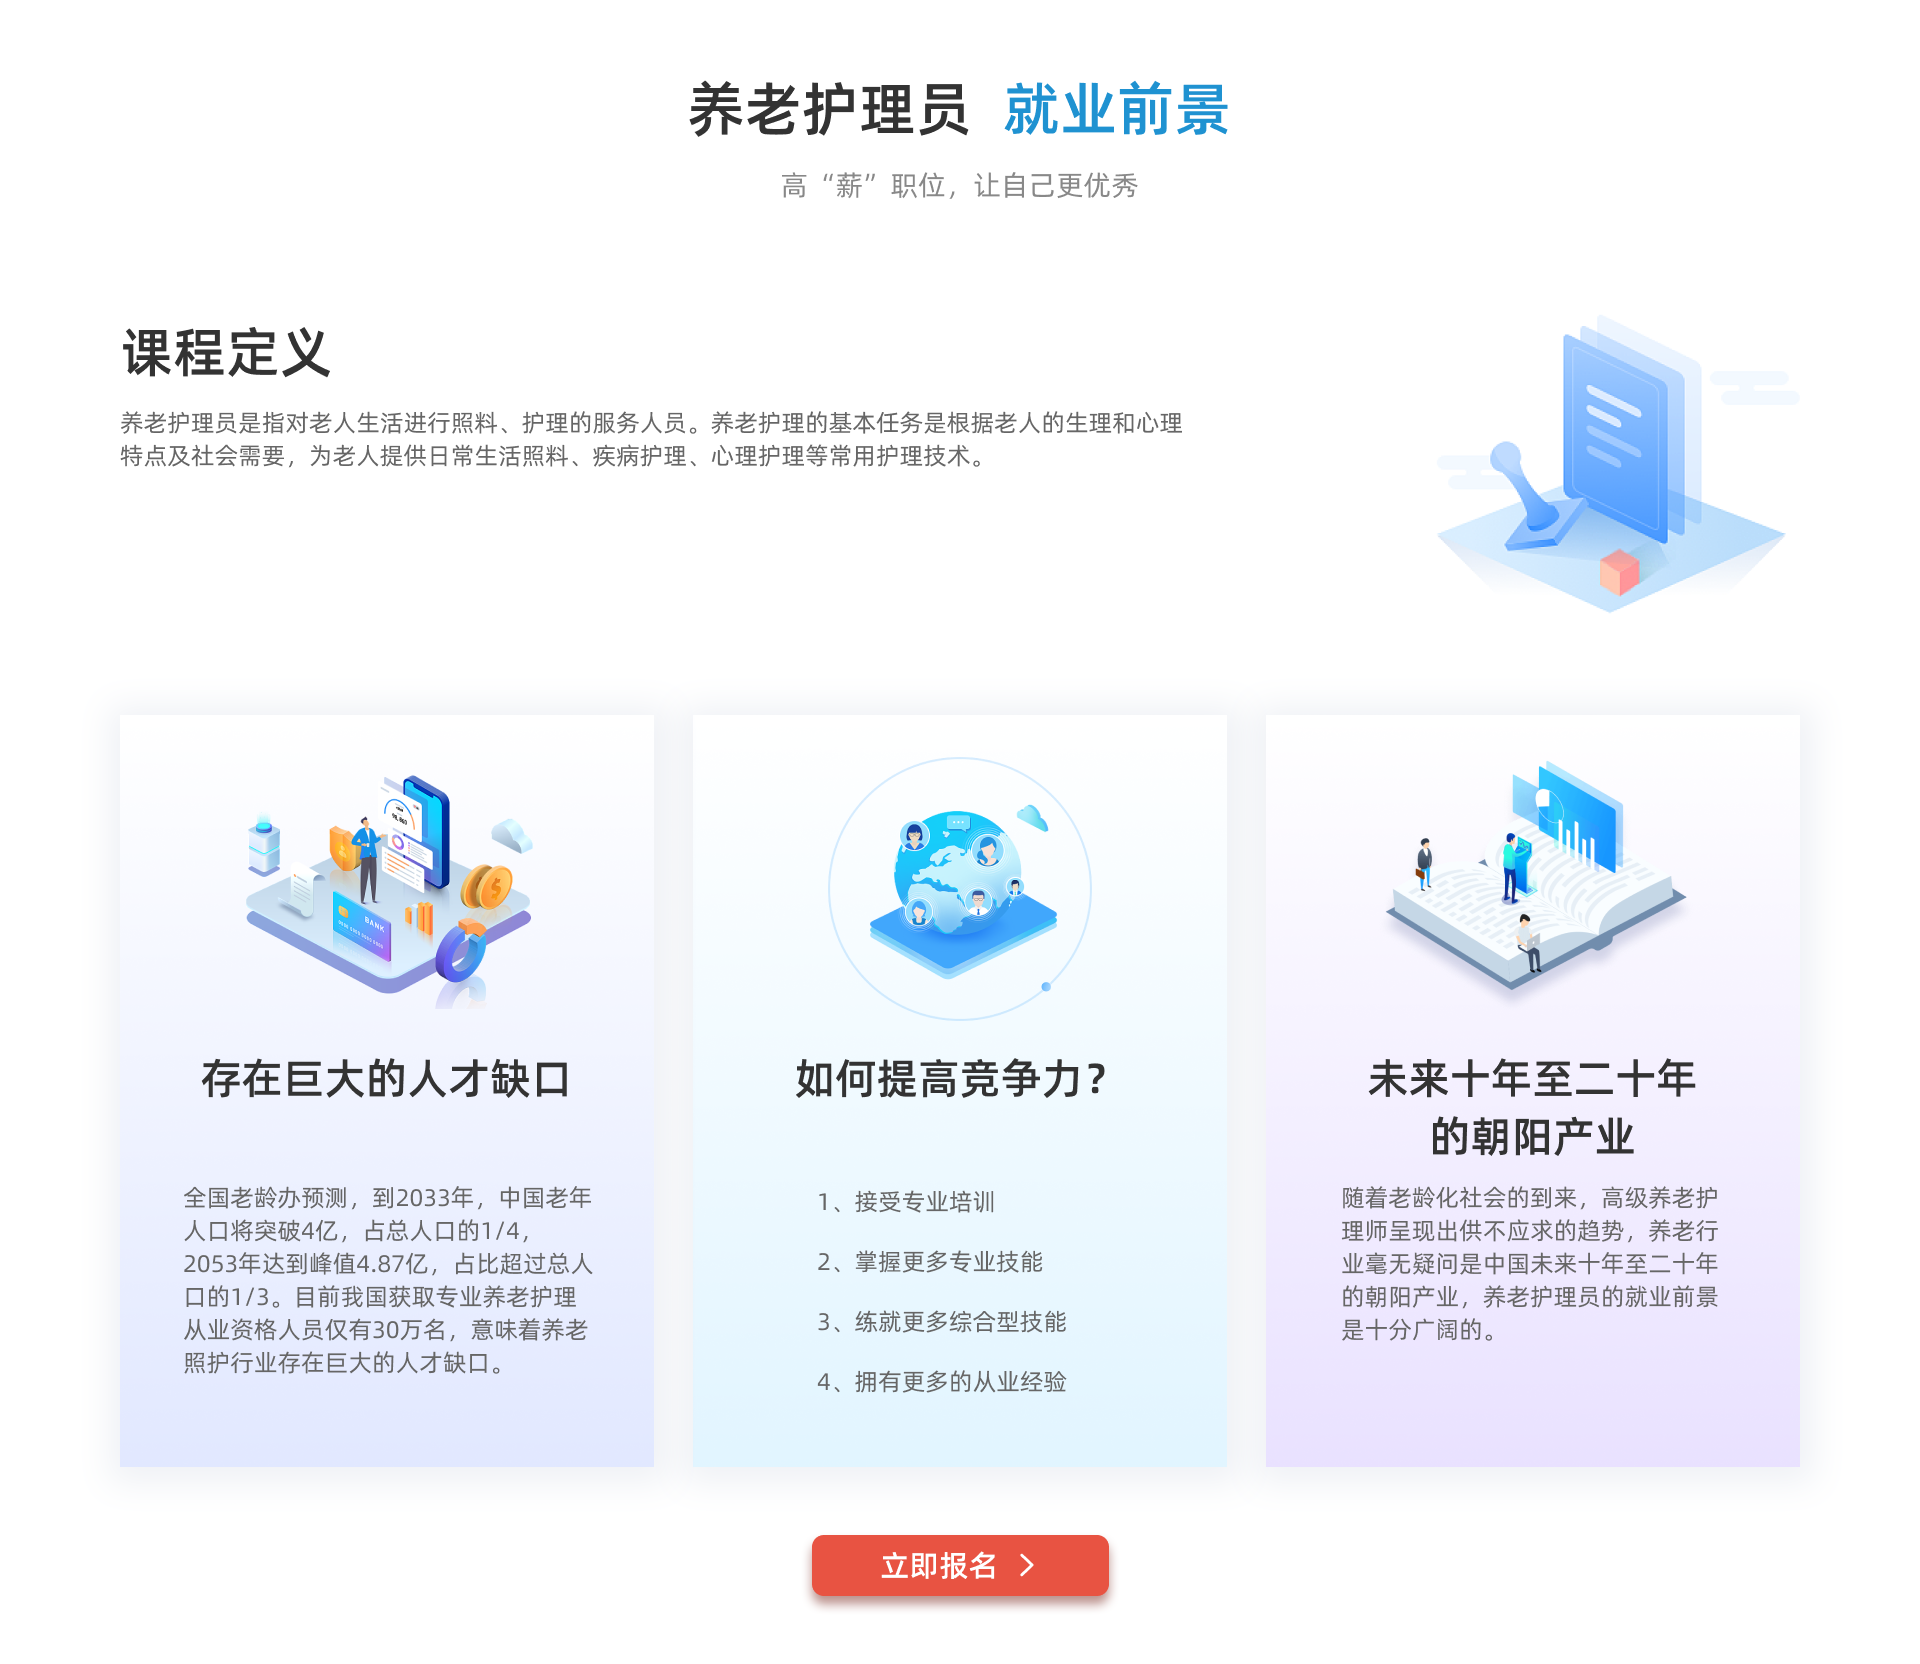 养老护理员 就业前景
高“薪”职位，让自己更优秀
课程定义
养老护理员是指对老人生活进行照料、护理的服务人员。养老护理的基本任务是根据老人的生理和心理
特点及社会需要，为老人提供日常生活照料、疾病护理、心理护理等常用护理技术。
BANK
存在巨大的人才缺口
全国老龄办预测，到2033年，中国老年
人口将突破4亿，占总人口的1/4，
2053年达到峰值4.87亿，占比超过总人
口的1/3。目前我国获取专业养老护理
从业资格人员仅有30万名，意味着养老
照护行业存在巨大的人才缺口。
如何提高竞争力？
1、接受专业培训
2、掌握更多专业技能
3、练就更多综合型技能
4、拥有更多的从业经验
未来十年至二十年
的朝阳产业
随着老龄化社会的到来，高级养老护
理师呈现出供不应求的趋势，养老行
业毫无疑问是中国未来十年至二十年
的朝阳产业，养老护理员的就业前景
是十分广阔的。
立即报名